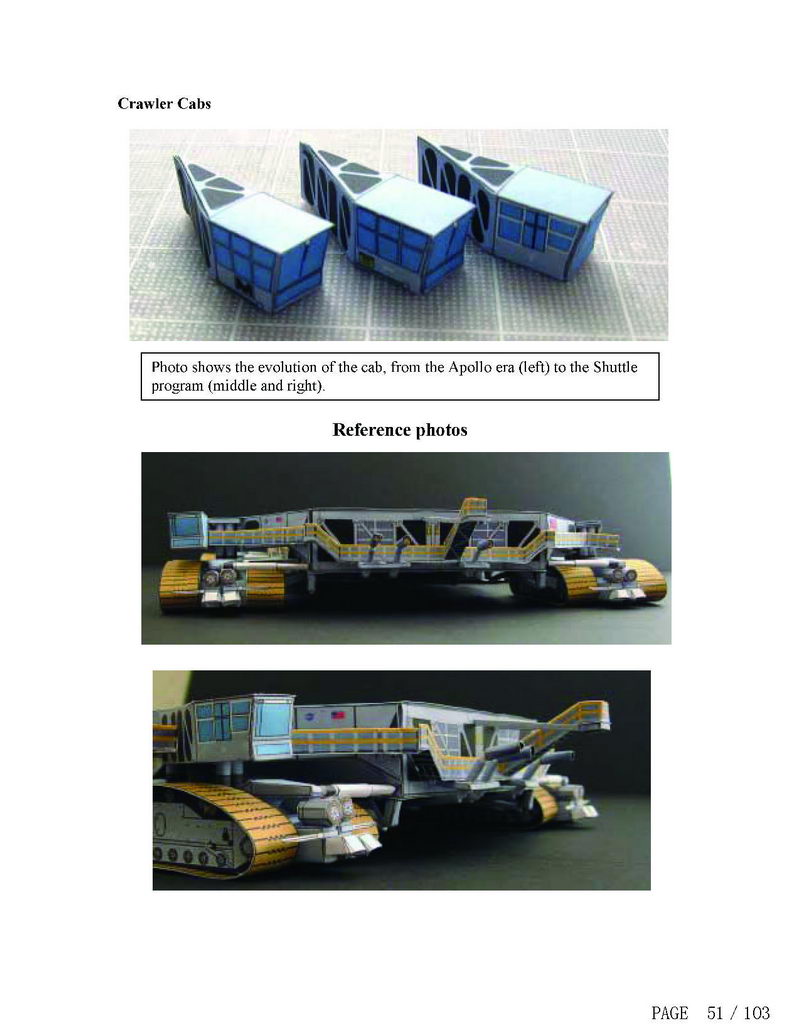 Crawler Cabs
Photo shows the evolution of the cab, from the Apollo era (left) to the Shuttle
program (middle and right).
Reference photos
PAGE 51 / 103